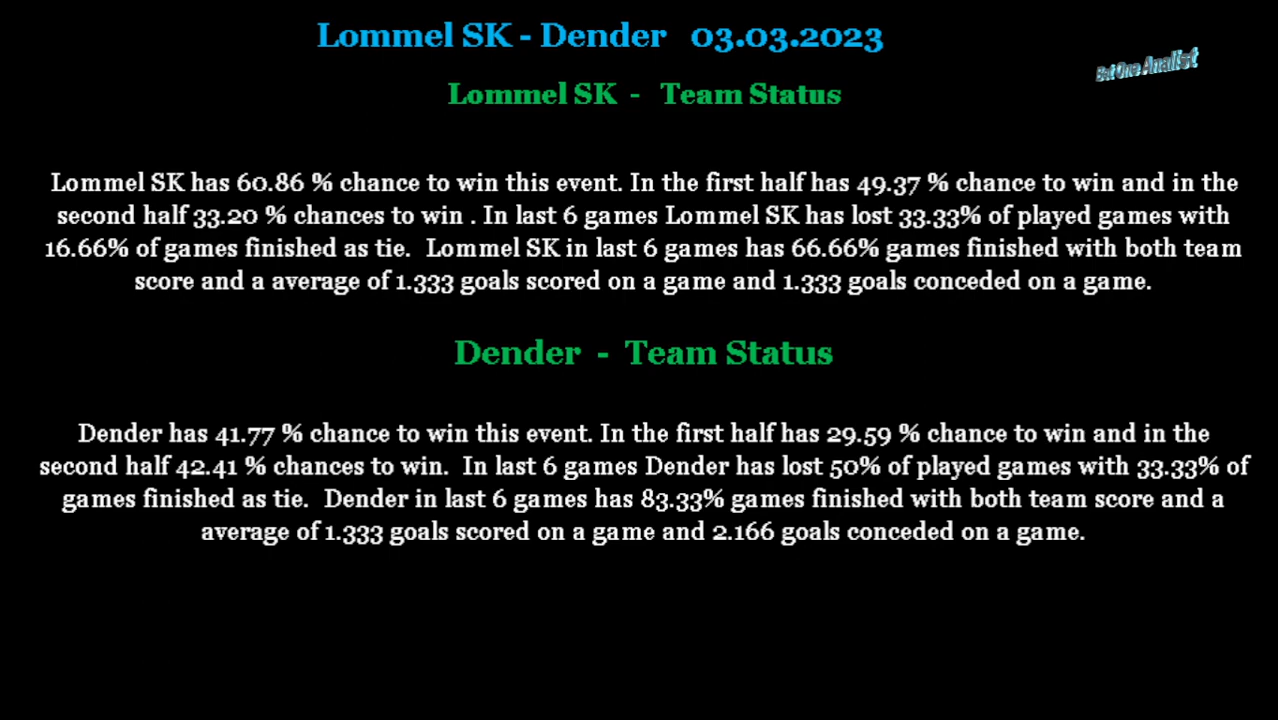 Lommel SK - Dender 03.03.2023
Bet One Analist
Lommel SK - Team Status
Lommel SK has 60.86 % chance to win this event. In the first half has 49.37 % chance to win and in the
second half 33.20 % chances to win . In last 6 games Lommel SK has lost 33.33% of played games with
16.66% of games finished as tie. Lommel SK in last 6 games has 66.66% games finished with both team
score and a average of 1.333 goals scored on a game and 1.333 goals conceded on a game.
Dender - Team Status
Dender has 41.77 % chance to win this event. In the first half has 29.59 % chance to win and in the
second half 42.41 % chances to win. In last 6 games Dender has lost 50% of played games with 33.33% of
games finished as tie. Dender in last 6 games has 83.33% games finished with both team score and a
average of 1.333 goals scored on a game and 2.166 goals conceded on a game.